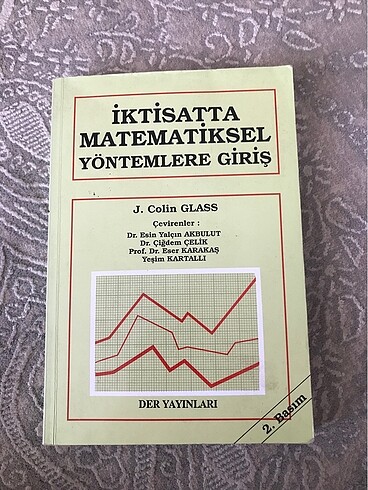 İKTİSATTA
MATEMATİKSEL
YÖNTEMLERE GİRİŞ
J. Colin GLASS
Çevirenler :
Dr. Esin Yalçın AKBULUT
Dr. Çiğdem ÇELİK
Prof. Dr. Eser KARAKAŞ
Yeşim KARTALLI
DER YAYINLARI
2. Basım